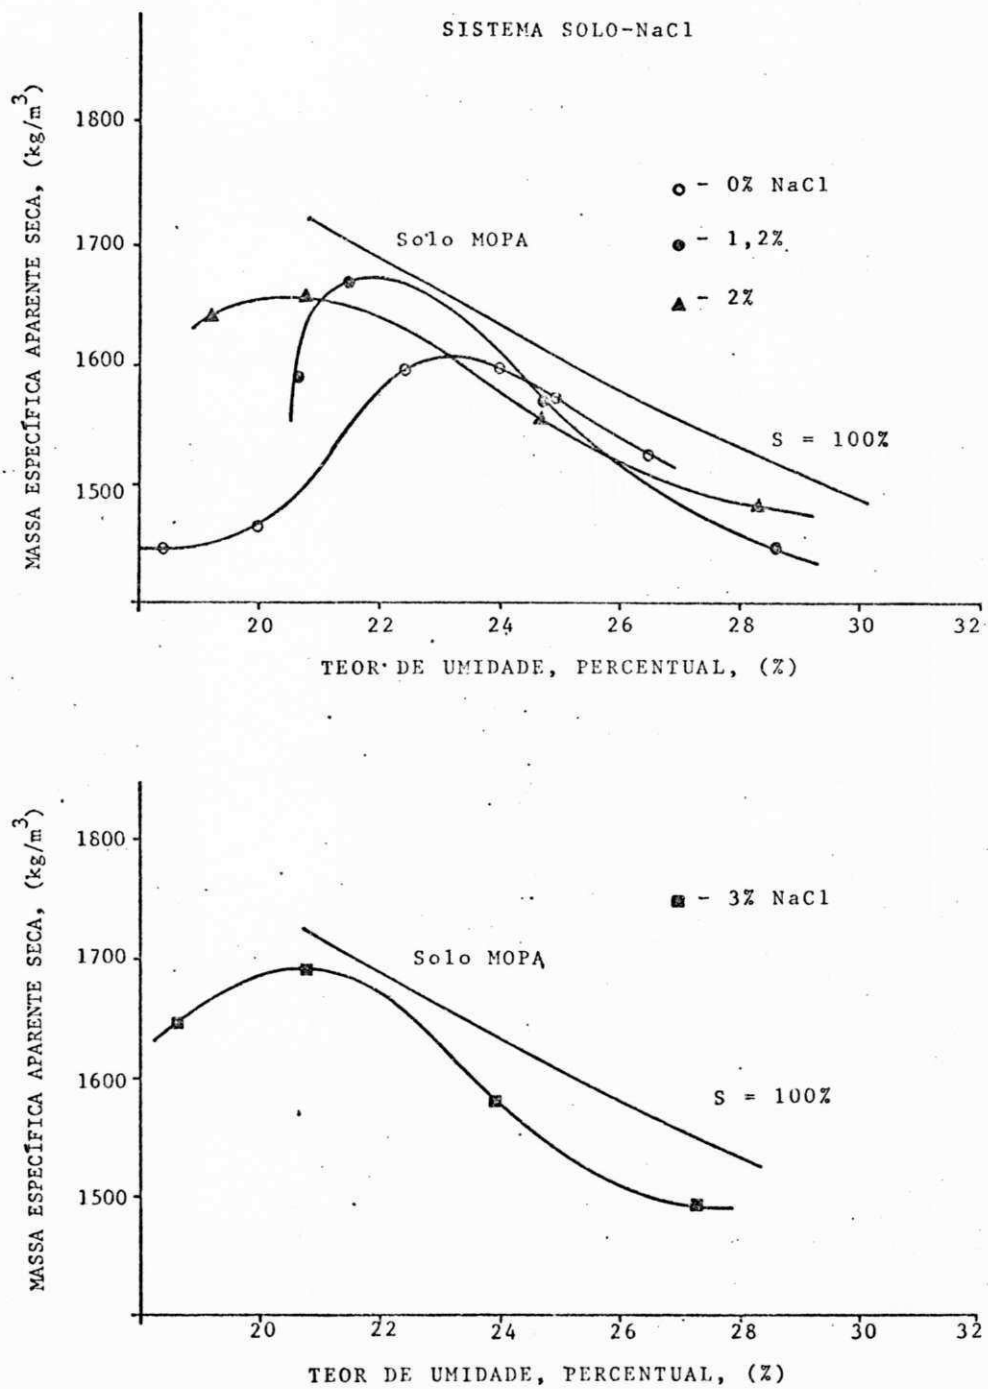 SISTEMA SOLO-NaCl
MASSA ESPECÍFICA APARENTE SECA, (kg/m³)
1800
1700
1600
1500
- 0% NaCl
- 1,2%
- 2%
Solo MOPA
S = 100%
20 22 24 26 28 30 32
TEOR DE UMIDADE, PERCENTUAL, (%)
MASSA ESPECÍFICA APARENTE SECA, (kg/m³)
1800
1700
1600
1500
- 3% NaCl
Solo MOPA
S = 100%
20 22 24 26 28 30 32
TEOR DE UMIDADE, PERCENTUAL, (%)